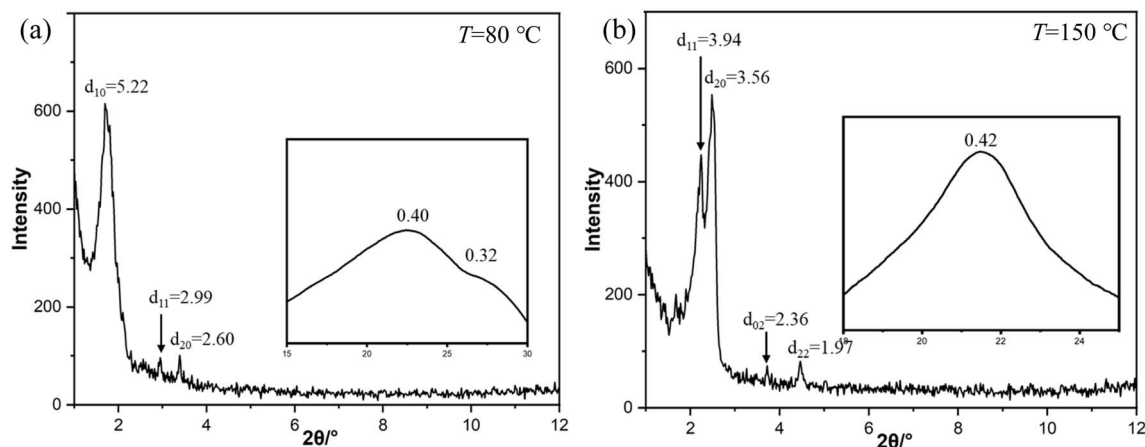 (a)
T=80 °C
d10=5.22
d11=2.99
d20=2.60
0.40
0.32
15
20
25
30
600
400
200
0
Intensity
2
4
6
8
10
12
2θ/°
(b)
T=150 °C
d11=3.94
d20=3.56
d02=2.36
d22=1.97
0.42
18
20
22
24
600
400
200
0
Intensity
2
4
6
8
10
12
2θ/°